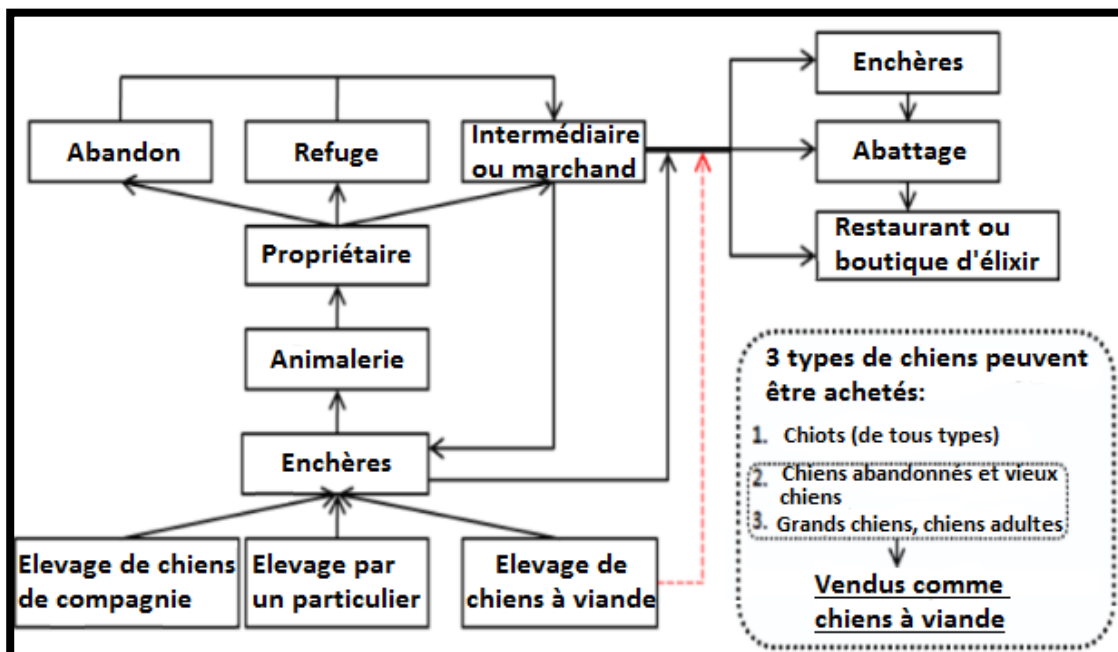 Enchères
Abandon
Refuge
Intermédiaire
ou marchand
Abattage
Propriétaire
Restaurant ou
boutique d'élixir
Animalerie
3 types de chiens peuvent
être achetés:
1. Chiots (de tous types)
2. Chiens abandonnés et vieux
chiens
3. Grands chiens, chiens adultes
Vendus comme
chiens à viande
Enchères
Elevage de chiens
de compagnie
Elevage par
un particulier
Elevage de
chiens à viande